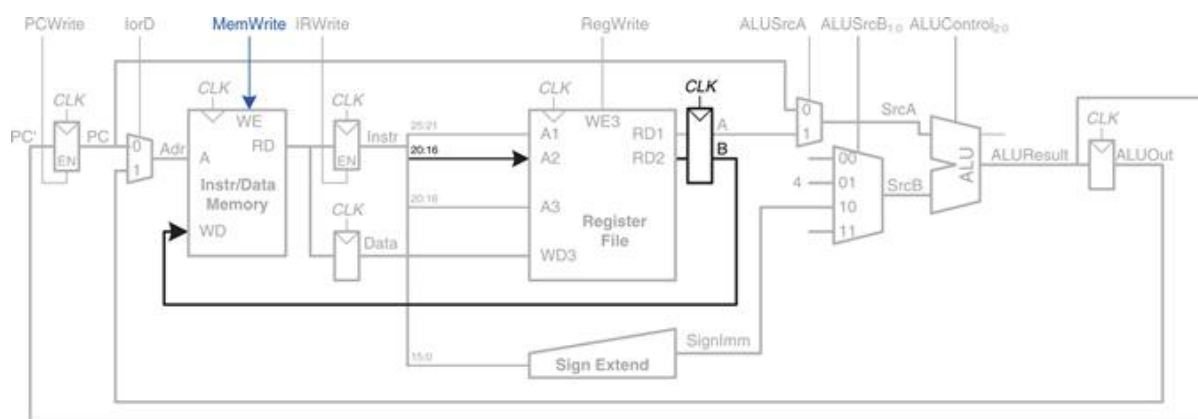 PCWrite IorD MemWrite IRWrite RegWrite ALUSrcA ALUSrcB1:0 ALUControl2:0
CLK CLK CLK CLK CLK CLK
PC' PC EN 0 1 Adr
A WE RD Instr/Data Memory WD
EN Instr
CLK Data
25:21 A1 WE3 RD1 A
20:16 A2 RD2 B
20:16 A3 Register File
WD3
0 1 SrcA
00 4 01 10 11 SrcB
ALU ALUResult ALUOut
15:0 Sign Extend SignImm